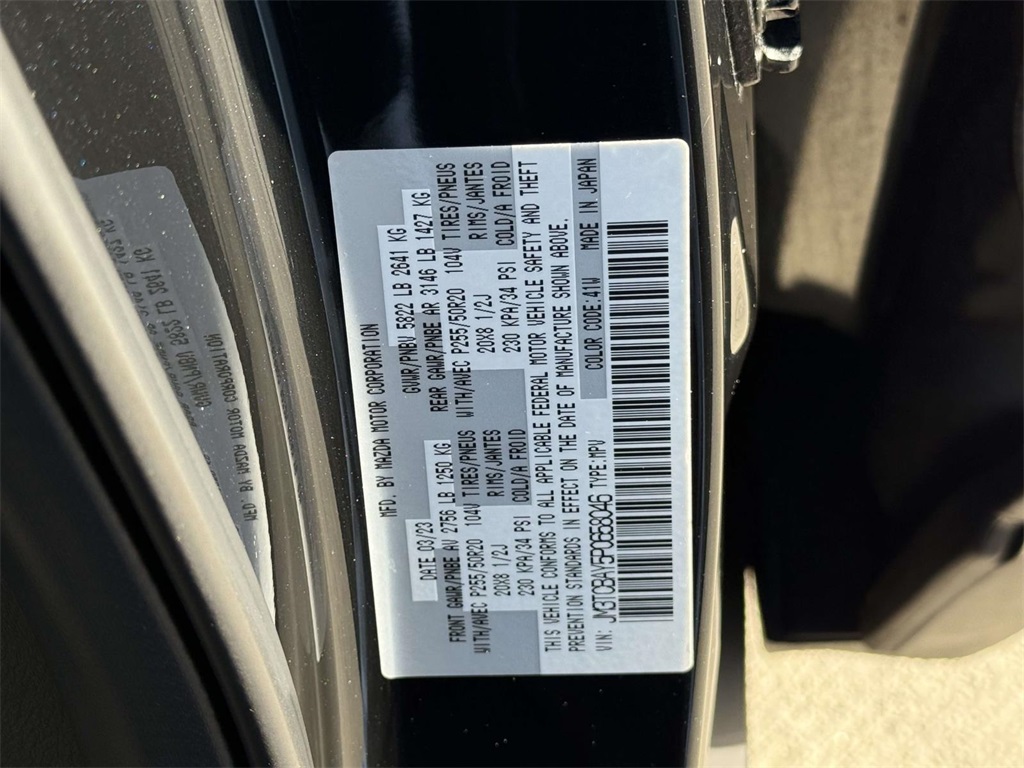 MFD. BY MAZDA MOTOR CORPORATION
DATE 03/23 GVWR/PNBV 5822 LB 2641 KG
FRONT GAWR/PNBE AV 2756 LB 1250 KG REAR GAWR/PNBE AR 3146 LB 1427 KG
WITH/AVEC P255/50R20 104V TIRES/PNEUS WITH/AVEC P255/50R20 104V TIRES/PNEUS
20X8 1/2J RIMS/JANTES 20X8 1/2J RIMS/JANTES
230 KPA/34 PSI COLD/A FROID 230 KPA/34 PSI COLD/A FROID
THIS VEHICLE CONFORMS TO ALL APPLICABLE FEDERAL MOTOR VEHICLE SAFETY AND THEFT
PREVENTION STANDARDS IN EFFECT ON THE DATE OF MANUFACTURE SHOWN ABOVE.
VIN: JM3TCBAY5P0658046 TYPE:MPV COLOR CODE:41W MADE IN JAPAN